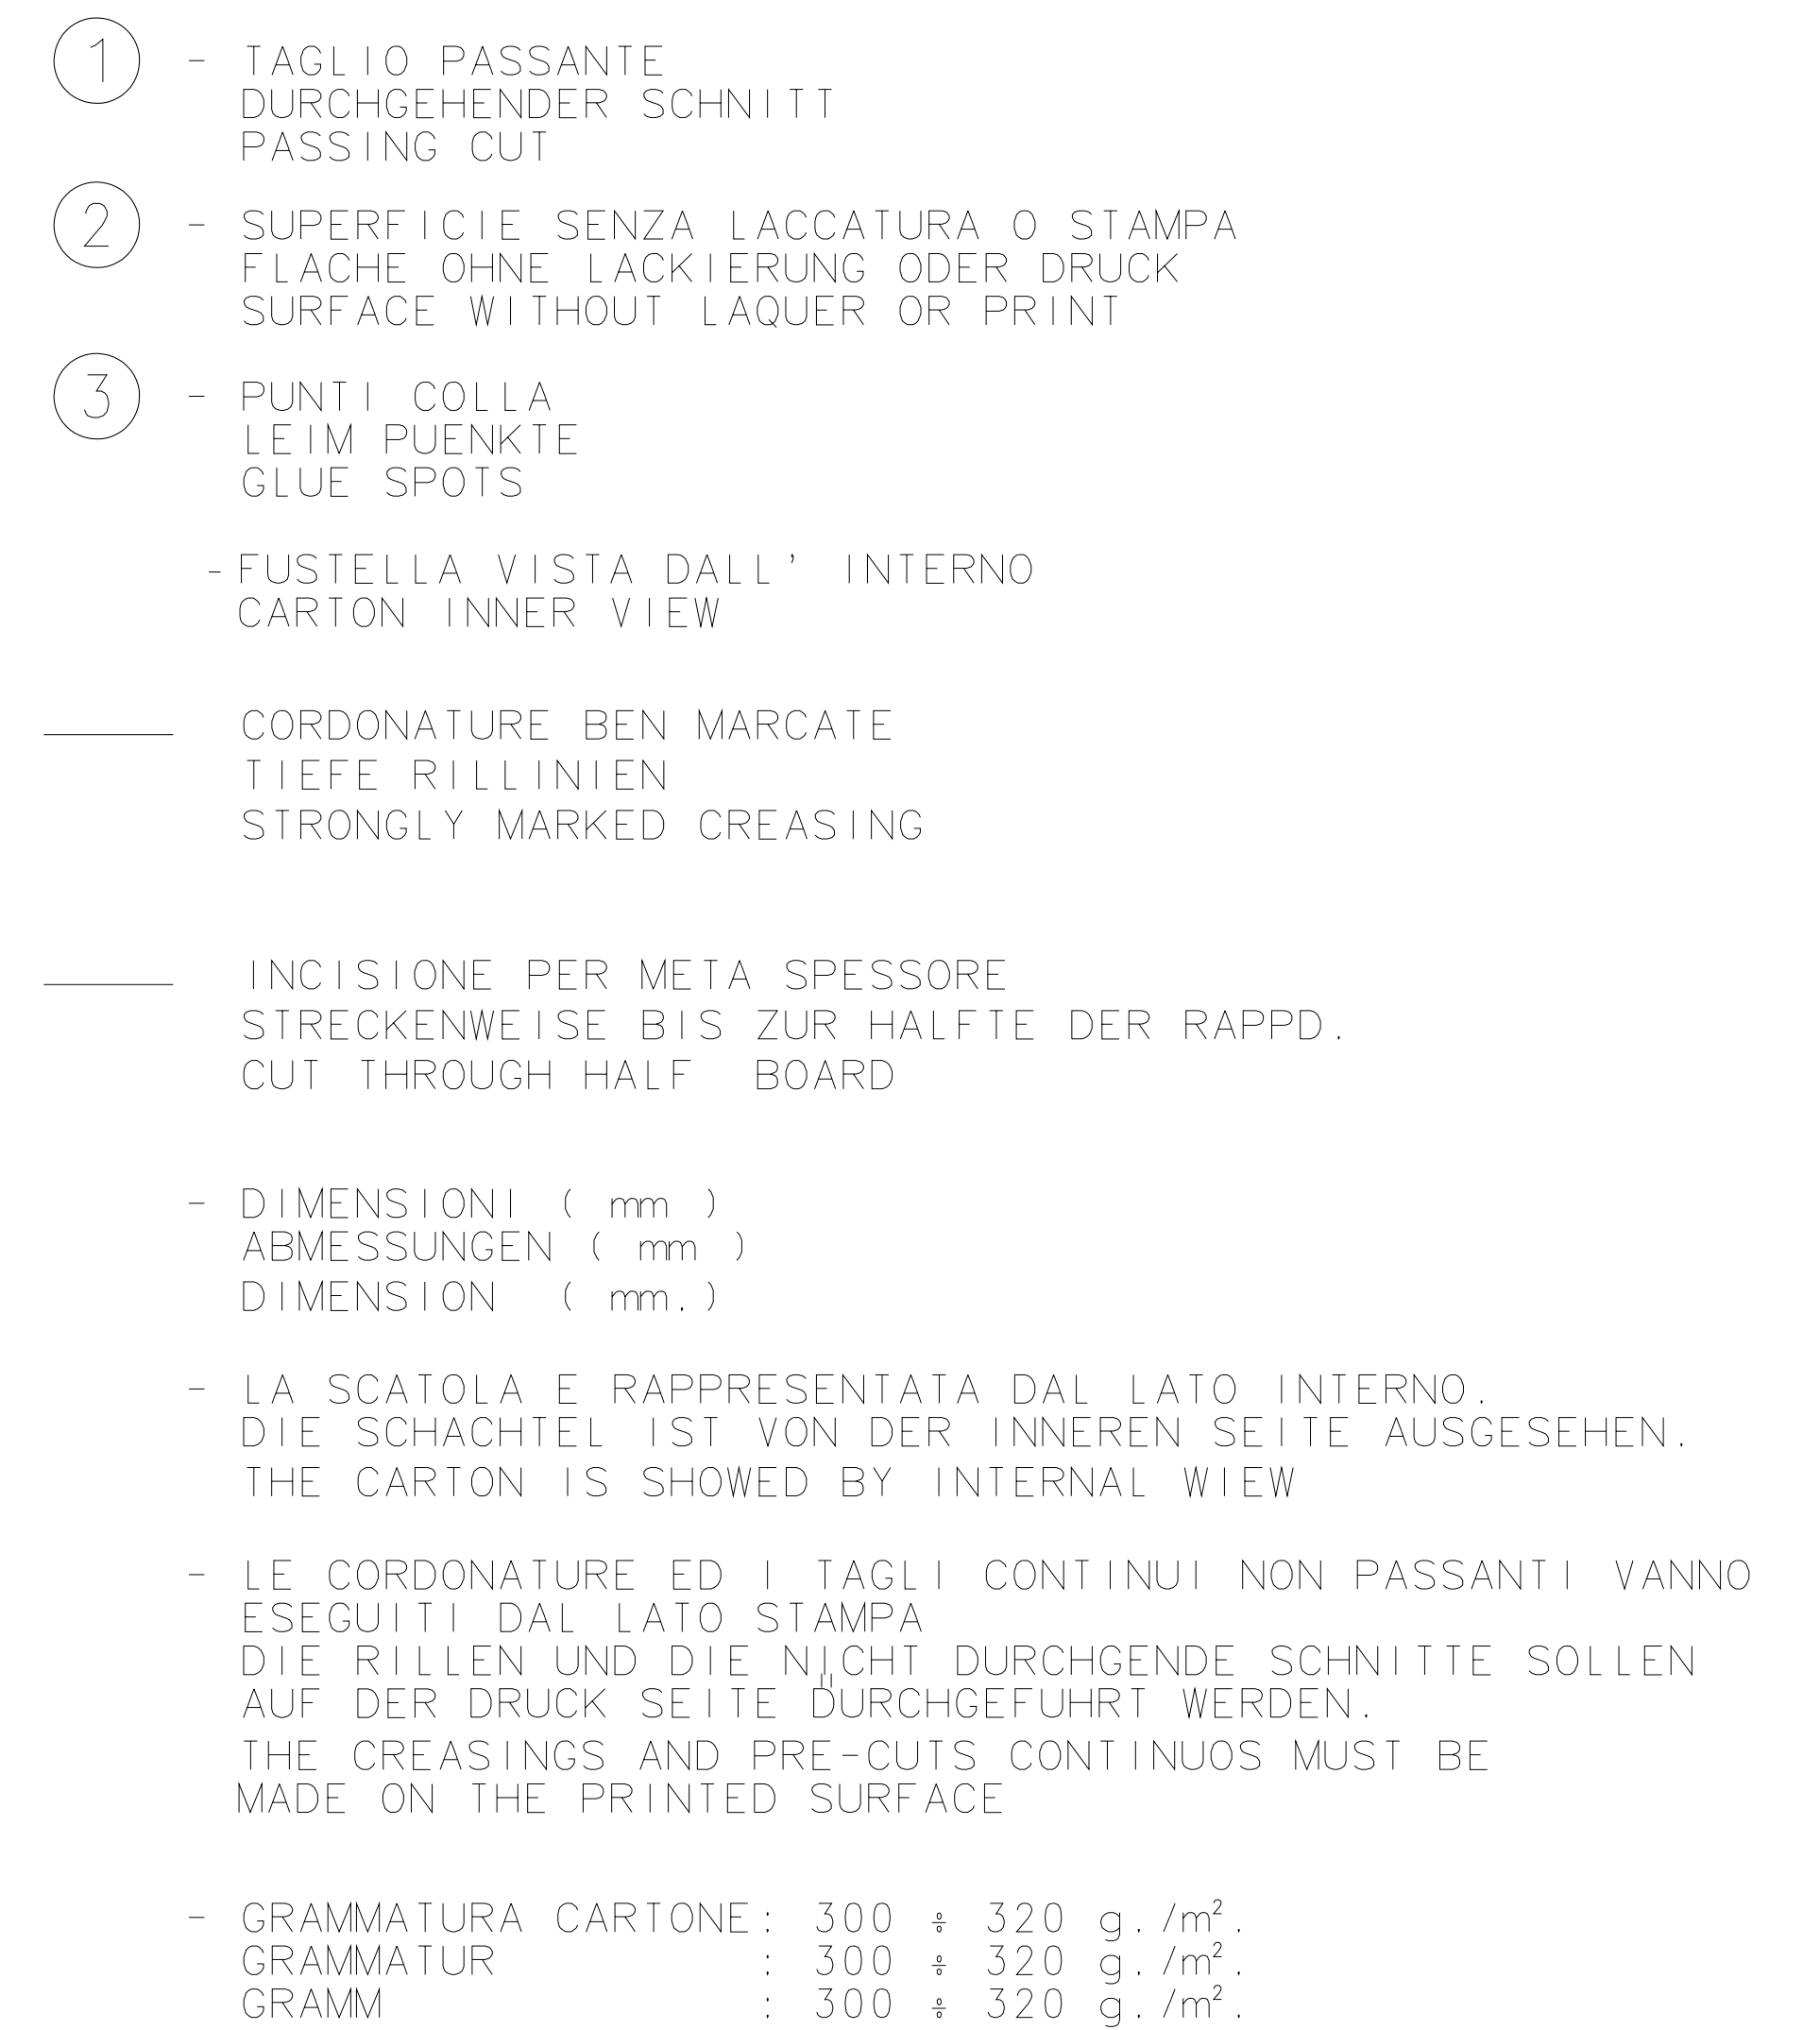 1 - TAGLIO PASSANTE
DURCHGEHENDER SCHNITT
PASSING CUT
2 - SUPERFICIE SENZA LACCATURA O STAMPA
FLACHE OHNE LACKIERUNG ODER DRUCK
SURFACE WITHOUT LAQUER OR PRINT
3 - PUNTI COLLA
LEIM PUENKTE
GLUE SPOTS
- FUSTELLA VISTA DALL' INTERNO
CARTON INNER VIEW
CORDONATURE BEN MARCATE
TIEFE RILLINIEN
STRONGLY MARKED CREASING
INCISIONE PER META SPESSORE
STRECKENWEISE BIS ZUR HALFTE DER RAPPD.
CUT THROUGH HALF BOARD
- DIMENSIONI ( mm )
ABMESSUNGEN ( mm )
DIMENSION ( mm. )
- LA SCATOLA E RAPPRESENTATA DAL LATO INTERNO.
DIE SCHACHTEL IST VON DER INNEREN SEITE AUSGESEHEN.
THE CARTON IS SHOWED BY INTERNAL WIEW
- LE CORDONATURE ED I TAGLI CONTINUI NON PASSANTI VANNO
ESEGUITI DAL LATO STAMPA
DIE RILLEN UND DIE NICHT DURCHGENDE SCHNITTE SOLLEN
AUF DER DRUCK SEITE DURCHGEFUHRT WERDEN.
THE CREASINGS AND PRE-CUTS CONTINUOS MUST BE
MADE ON THE PRINTED SURFACE
- GRAMMATURA CARTONE: 300 ÷ 320 g./m².
GRAMMATUR : 300 ÷ 320 g./m².
GRAMM : 300 ÷ 320 g./m².